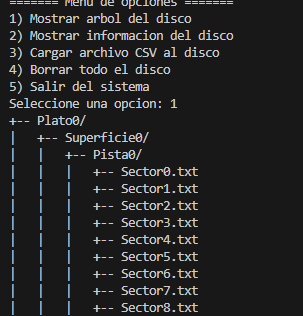 ======= Menu de opciones =======
1) Mostrar arbol del disco
2) Mostrar informacion del disco
3) Cargar archivo CSV al disco
4) Borrar todo el disco
5) Salir del sistema
Seleccione una opcion: 1
+-- Plato0/
|   +-- Superficie0/
|   |   +-- Pista0/
|   |   |   +-- Sector0.txt
|   |   |   +-- Sector1.txt
|   |   |   +-- Sector2.txt
|   |   |   +-- Sector3.txt
|   |   |   +-- Sector4.txt
|   |   |   +-- Sector5.txt
|   |   |   +-- Sector6.txt
|   |   |   +-- Sector7.txt
|   |   |   +-- Sector8.txt